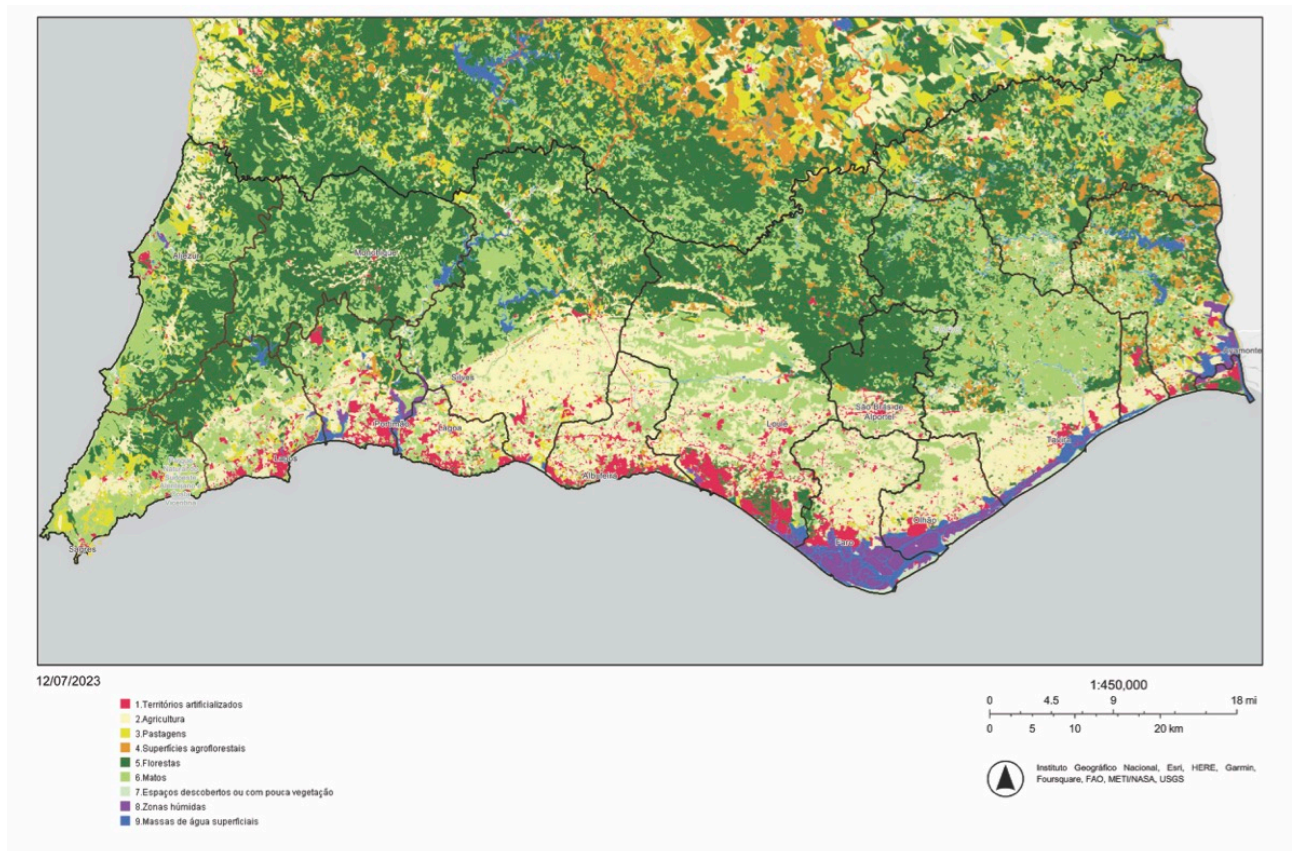 Aljezur
Monchique
Silves
Portimão
Lagoa
Lagos
Sagres
Albufeira
Loulé
São Brás de
Alportel
Faro
Olhão
Tavira
Ayamonte
12/07/2023
1.Territórios artificializados
2.Agricultura
3.Pastagens
4.Superfícies agroflorestais
5.Florestas
6.Matos
7.Espaços descobertos ou com pouca vegetação
8.Zonas húmidas
9.Massas de água superficiais
1:450,000
0 4.5 9 18 mi
0 5 10 20 km
Instituto Geográfico Nacional, Esri, HERE, Garmin,
Foursquare, FAO, METI/NASA, USGS